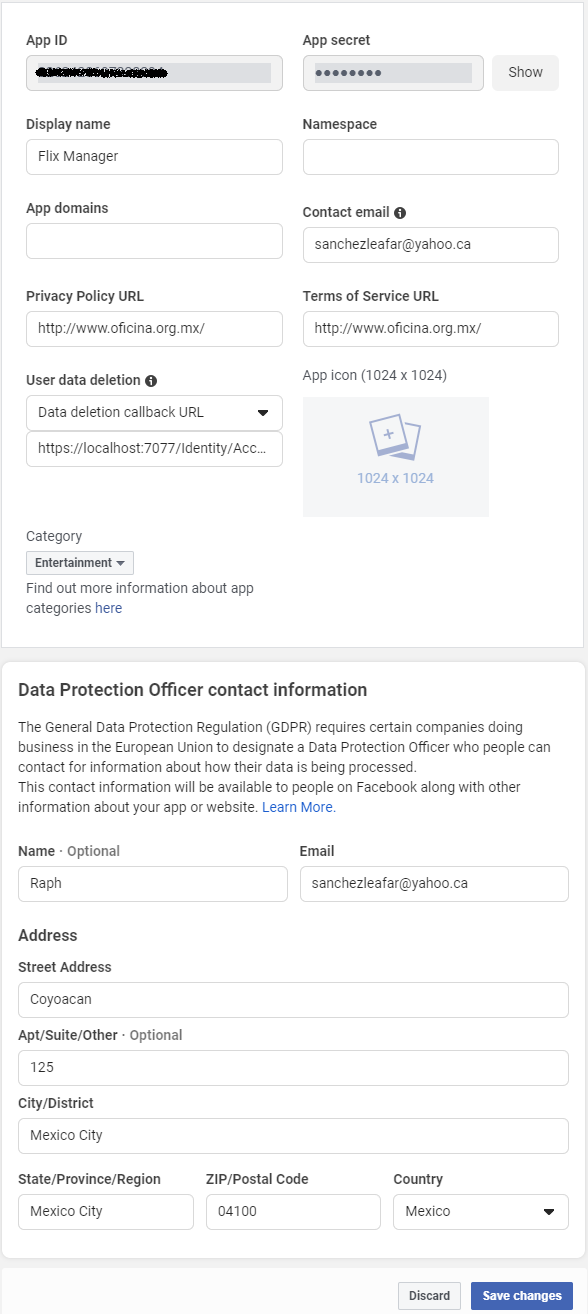 App ID
App secret
●●●●●●●●
Show
Display name
Namespace
Flix Manager
App domains
Contact email
sanchezleafar@yahoo.ca
Privacy Policy URL
Terms of Service URL
http://www.oficina.org.mx/
http://www.oficina.org.mx/
User data deletion
App icon (1024 x 1024)
Data deletion callback URL
https://localhost:7077/Identity/Acc...
1024 x 1024
Category
Entertainment
Find out more information about app
categories here
Data Protection Officer contact information
The General Data Protection Regulation (GDPR) requires certain companies doing
business in the European Union to designate a Data Protection Officer who people can
contact for information about how their data is being processed.
This contact information will be available to people on Facebook along with other
information about your app or website. Learn More.
Name · Optional
Email
Raph
sanchezleafar@yahoo.ca
Address
Street Address
Coyoacan
Apt/Suite/Other · Optional
125
City/District
Mexico City
State/Province/Region
ZIP/Postal Code
Country
Mexico City
04100
Mexico
Discard
Save changes